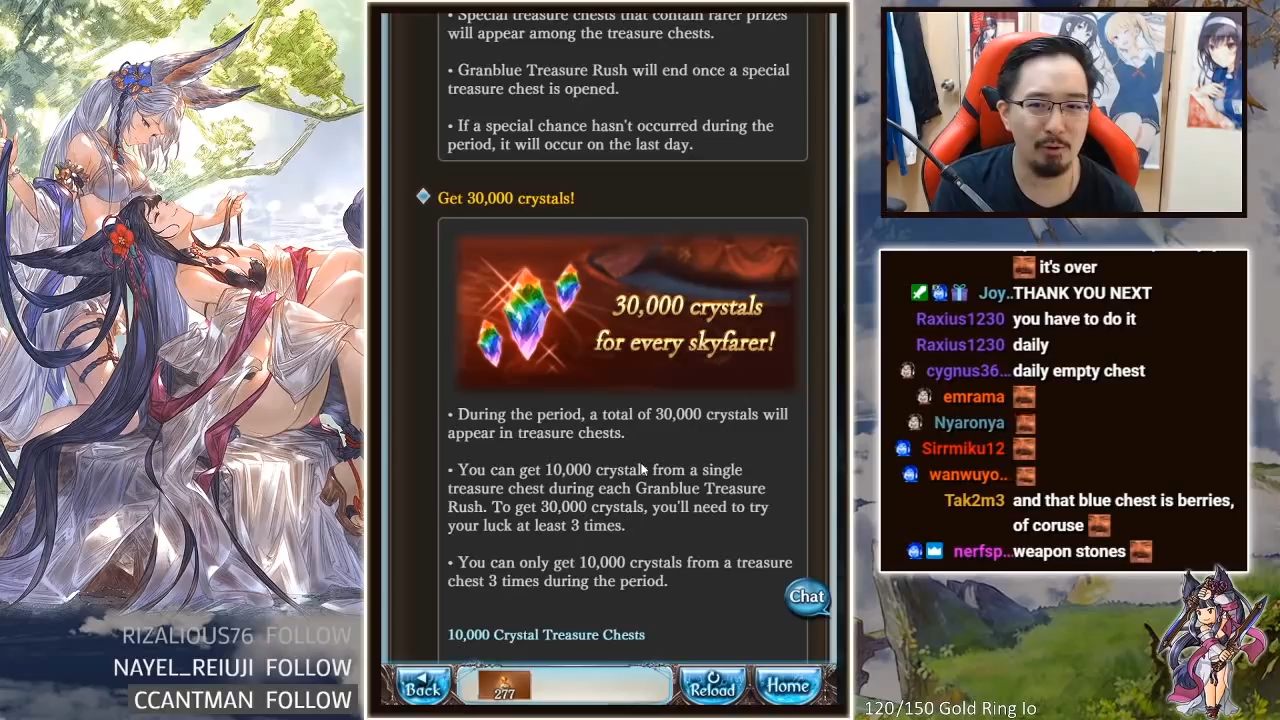 • Special treasure chests that contain rarer prizes
will appear among the treasure chests.
• Granblue Treasure Rush will end once a special
treasure chest is opened.
• If a special chance hasn't occurred during the
period, it will occur on the last day.
Get 30,000 crystals!
30,000 crystals
for every skyfarer!
• During the period, a total of 30,000 crystals will
appear in treasure chests.
• You can get 10,000 crystals from a single
treasure chest during each Granblue Treasure
Rush. To get 30,000 crystals, you'll need to try
your luck at least 3 times.
• You can only get 10,000 crystals from a treasure
chest 3 times during the period.
Chat
10,000 Crystal Treasure Chests
Back
277
Reload
Home
it's over
Joy.. THANK YOU NEXT
Raxius1230 you have to do it
Raxius1230 daily
cygnus36... daily empty chest
emrama
Nyaronya
Sirrmiku12
wanwuyo..
Tak2m3 and that blue chest is berries,
of coruse
nerfsp... weapon stones
RIZALIOUS76 FOLLOW
NAYEL_REIUJI FOLLOW
CCANTMAN FOLLOW
120/150 Gold Ring Io